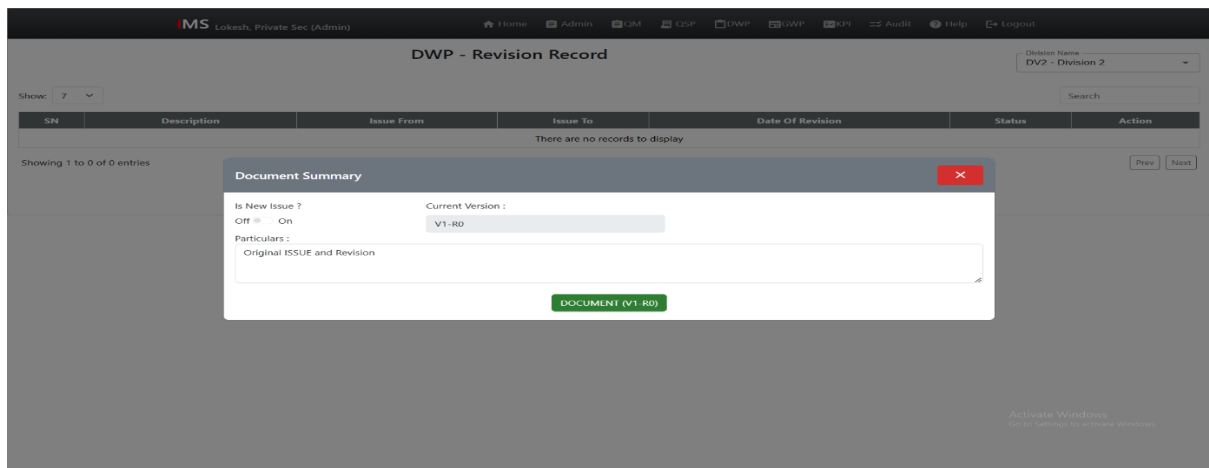 IMS Lokesh, Private Sec (Admin) Home Admin QM QSP DWP GWP KPI Audit Help Logout
DWP - Revision Record
Division Name
DV2 - Division 2
Show: 7
Search
SN Description Issue From Issue To Date Of Revision Status Action
There are no records to display
Showing 1 to 0 of 0 entries
Prev Next
Document Summary
Is New Issue ? Current Version :
Off On V1-R0
Particulars :
Original ISSUE and Revision
DOCUMENT (V1-R0)
Activate Windows
Go to Settings to activate Windows.